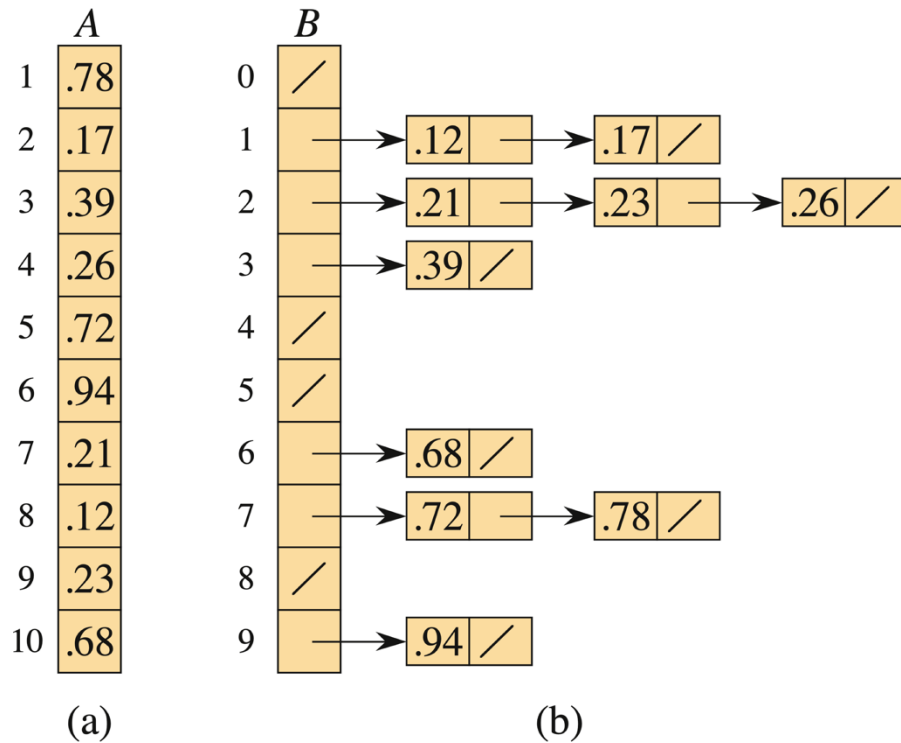 A B
1 .78 0
2 .17 1 .12 .17
3 .39 2 .21 .23 .26
4 .26 3 .39
5 .72 4
6 .94 5
7 .21 6 .68
8 .12 7 .72 .78
9 .23 8
10 .68 9 .94
(a) (b)